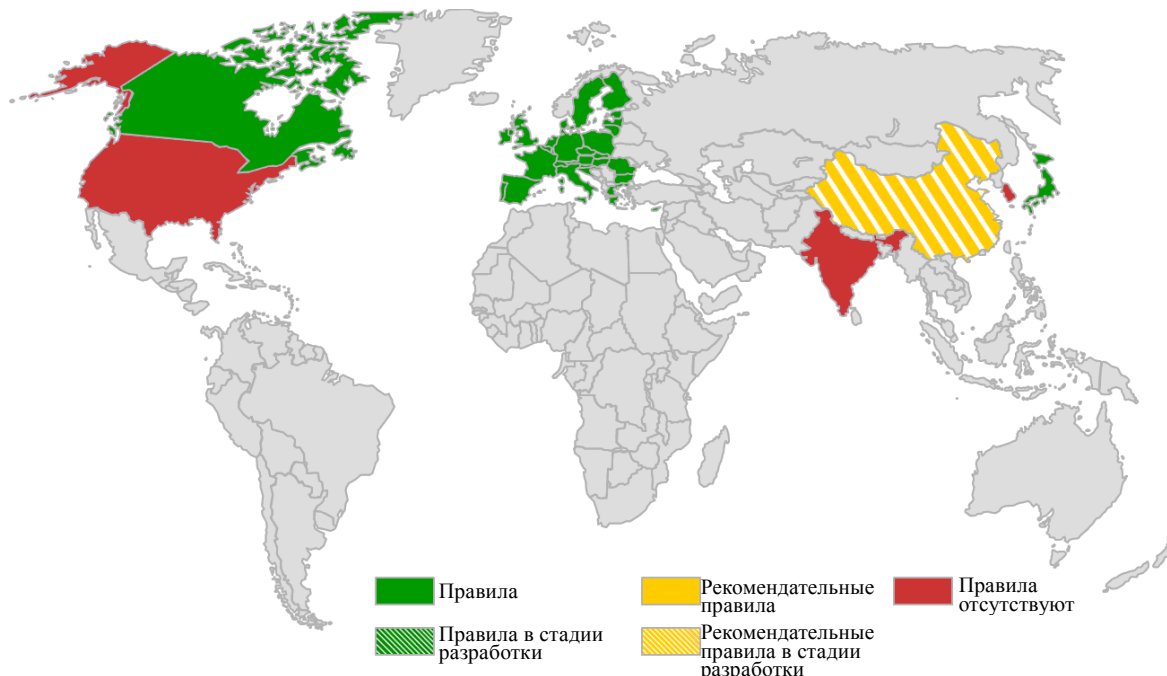 Правила
Правила в стадии
разработки
Рекомендательные
правила
Рекомендательные
правила в стадии
разработки
Правила
отсутствуют